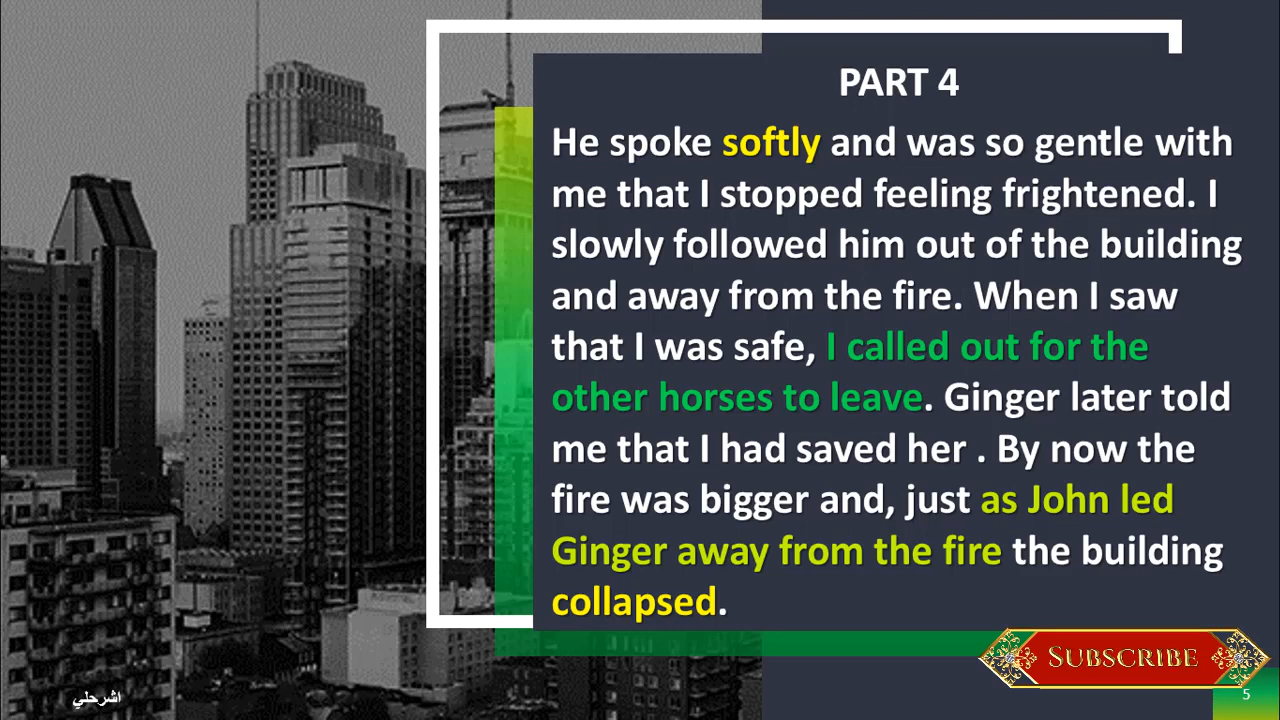 PART 4
He spoke softly and was so gentle with
me that I stopped feeling frightened. I
slowly followed him out of the building
and away from the fire. When I saw
that I was safe, I called out for the
other horses to leave. Ginger later told
me that I had saved her . By now the
fire was bigger and, just as John led
Ginger away from the fire the building
collapsed.
SUBSCRIBE
اشرحلي
5